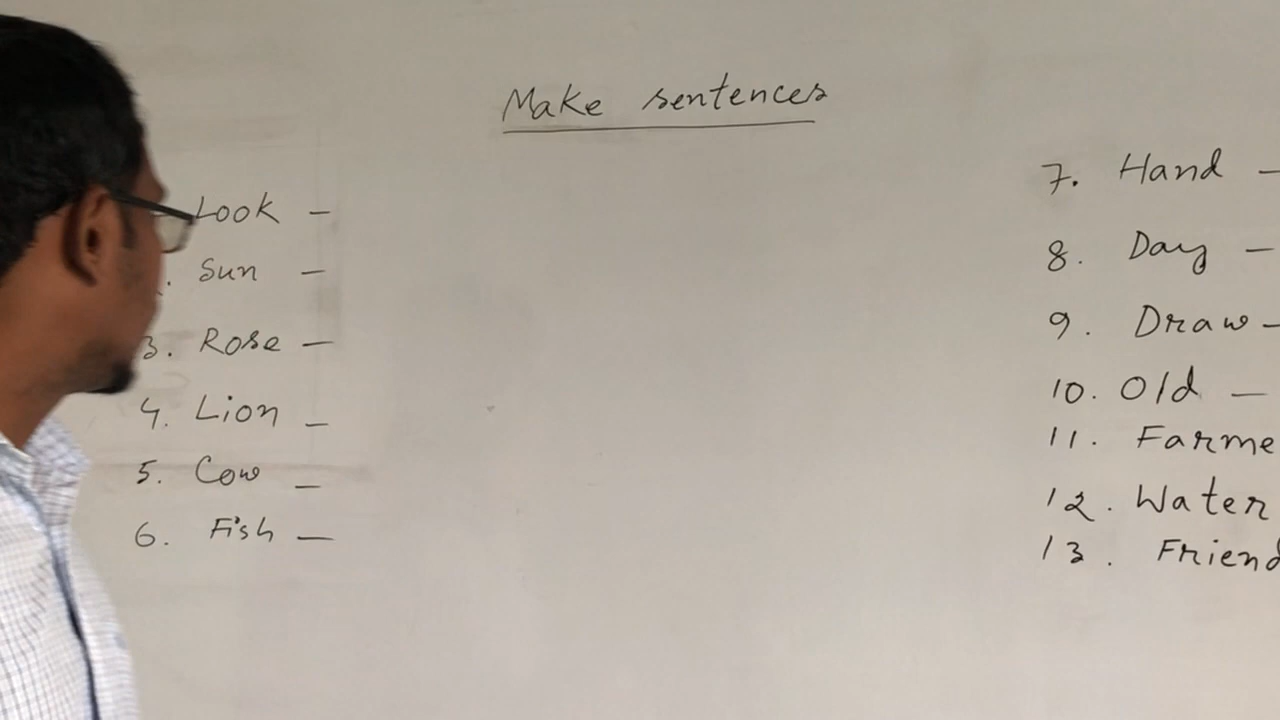 Make sentences
Look –
. Sun –
3. Rose –
4. Lion –
5. Cow –
6. Fish –
7. Hand –
8. Day –
9. Draw –
10. Old –
11. Farme
12. Water
13. Friend